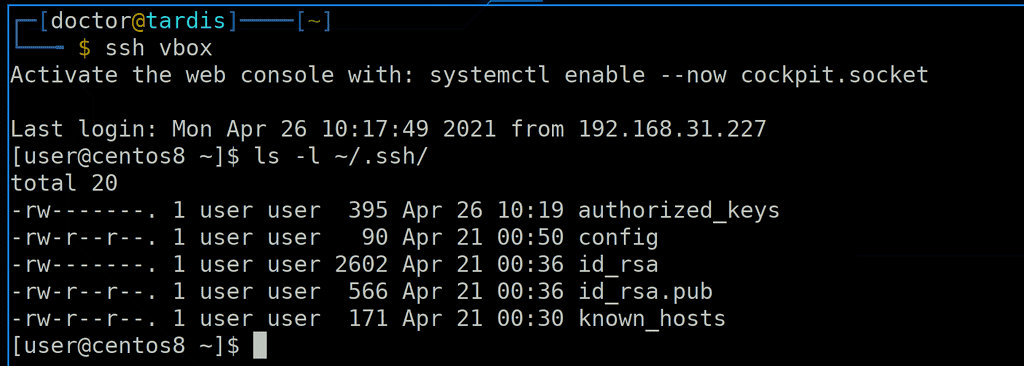 ┌─[doctor@tardis]────[~]
└──── $ ssh vbox
Activate the web console with: systemctl enable --now cockpit.socket

Last login: Mon Apr 26 10:17:49 2021 from 192.168.31.227
[user@centos8 ~]$ ls -l ~/.ssh/
total 20
-rw-------. 1 user user  395 Apr 26 10:19 authorized_keys
-rw-r--r--. 1 user user   90 Apr 21 00:50 config
-rw-------. 1 user user 2602 Apr 21 00:36 id_rsa
-rw-r--r--. 1 user user  566 Apr 21 00:36 id_rsa.pub
-rw-r--r--. 1 user user  171 Apr 21 00:30 known_hosts
[user@centos8 ~]$